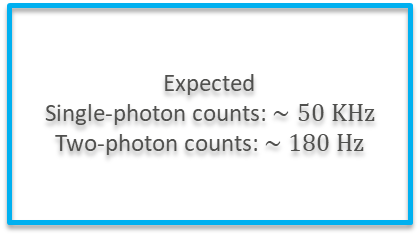 Expected
Single-photon counts: ~ 50 KHz
Two-photon counts: ~ 180 Hz